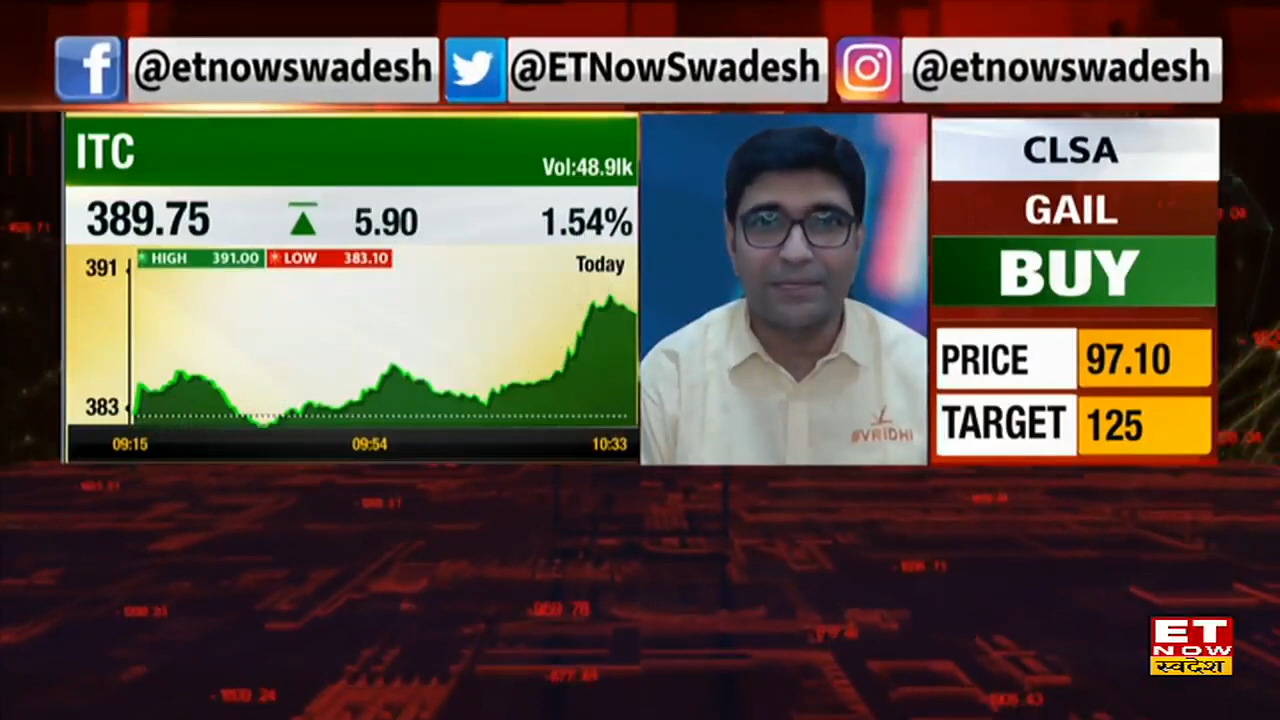 @etnowswadesh
@ETNowSwadesh
@etnowswadesh
ITC
Vol:48.9lk
389.75 ▲ 5.90 1.54%
HIGH 391.00 LOW 383.10
Today
391
383
09:15 09:54 10:33
VRIDHI
CLSA
GAIL
BUY
PRICE 97.10
TARGET 125
ET
NOW
स्वदेश